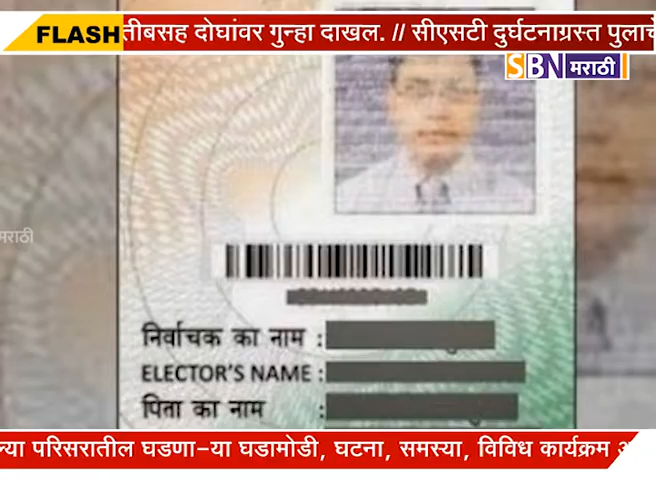 FLASH
दोघांवर गुन्हा दाखल. // सीएसटी दुर्घटनाग्रस्त
SBN मराठी
मराठी
निर्वाचक का नाम :
ELECTOR'S NAME :
पिता का नाम :
परिसरातील घडणा-या घडामोडी, घटना, समस्या, विविध कार्यक्रम